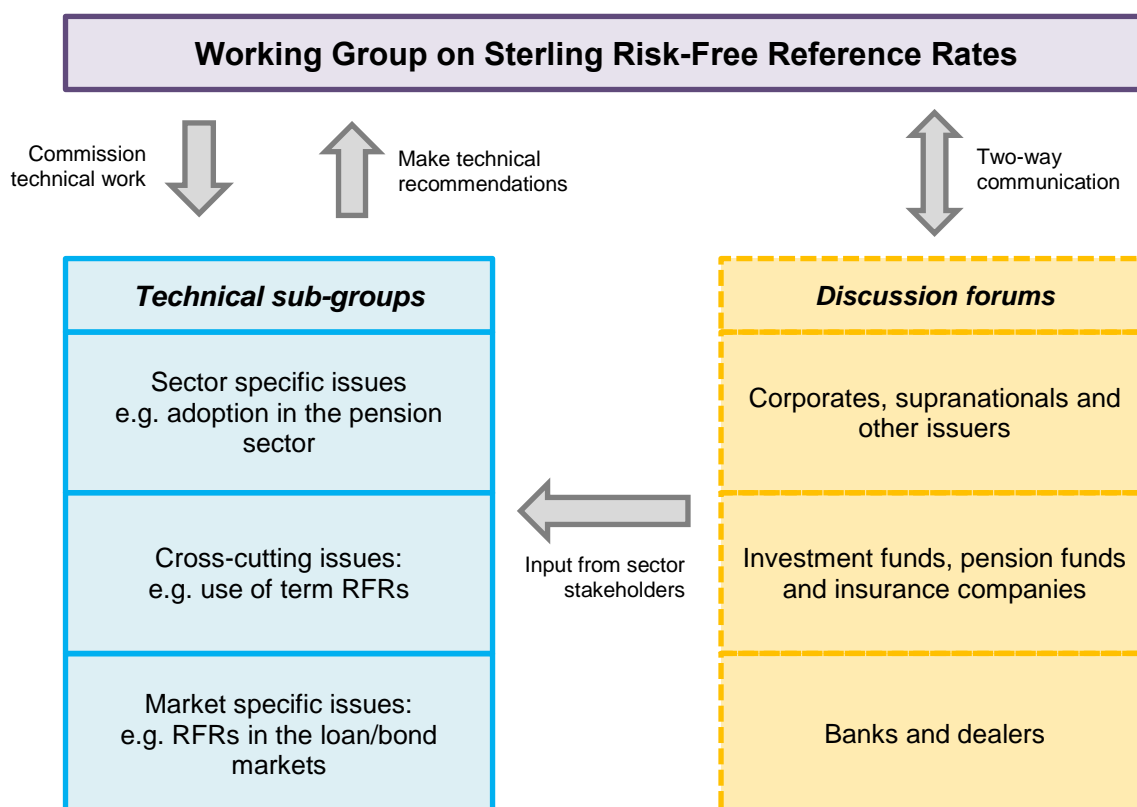 Working Group on Sterling Risk-Free Reference Rates
Commission
technical work
Make technical
recommendations
Two-way
communication
Technical sub-groups
Sector specific issues
e.g. adoption in the pension
sector
Cross-cutting issues:
e.g. use of term RFRs
Market specific issues:
e.g. RFRs in the loan/bond
markets
Input from sector
stakeholders
Discussion forums
Corporates, supranationals and
other issuers
Investment funds, pension funds
and insurance companies
Banks and dealers